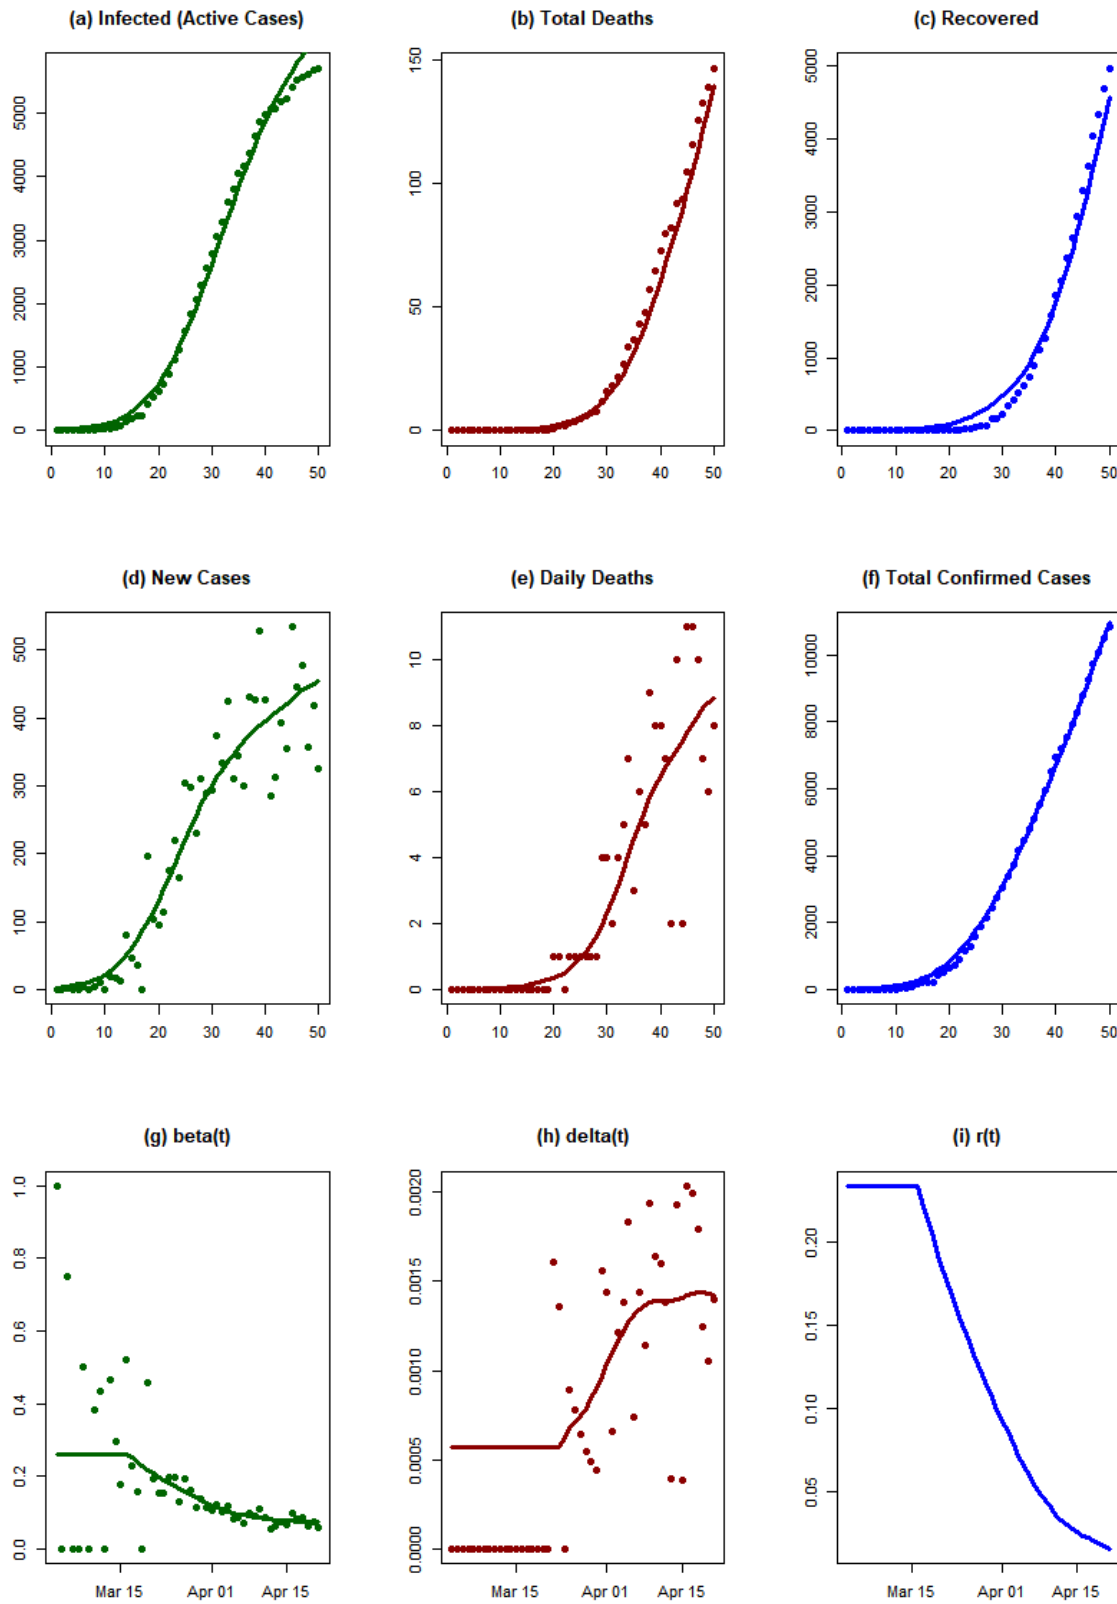 (a) Infected (Active Cases)
(b) Total Deaths
(c) Recovered
5000
4000
3000
2000
1000
0
150
100
50
0
5000
4000
3000
2000
1000
0
0 10 20 30 40 50
0 10 20 30 40 50
0 10 20 30 40 50
(d) New Cases
(e) Daily Deaths
(f) Total Confirmed Cases
500
400
300
200
100
0
10
8
6
4
2
0
10000
8000
6000
4000
2000
0
0 10 20 30 40 50
0 10 20 30 40 50
0 10 20 30 40 50
(g) beta(t)
(h) delta(t)
(i) r(t)
1.0
0.8
0.6
0.4
0.2
0.0
0.0020
0.0015
0.0010
0.0005
0.0000
0.20
0.15
0.10
0.05
Mar 15 Apr 01 Apr 15
Mar 15 Apr 01 Apr 15
Mar 15 Apr 01 Apr 15